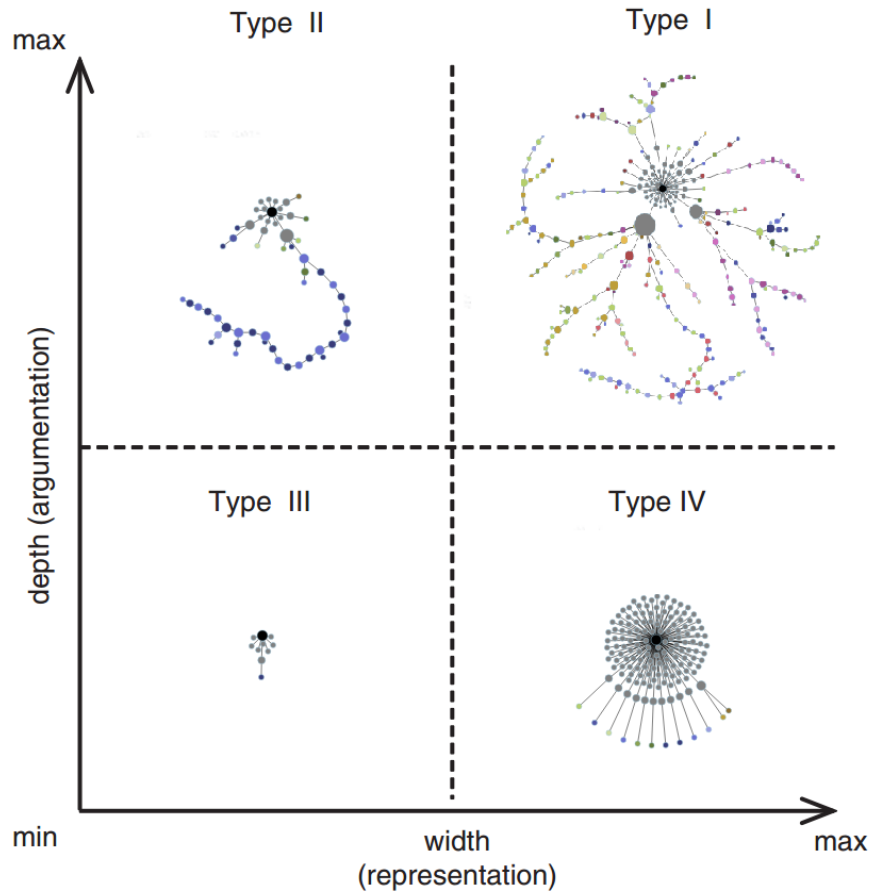 Type II
Type I
max
depth (argumentation)
Type III
Type IV
min
width
max
(representation)